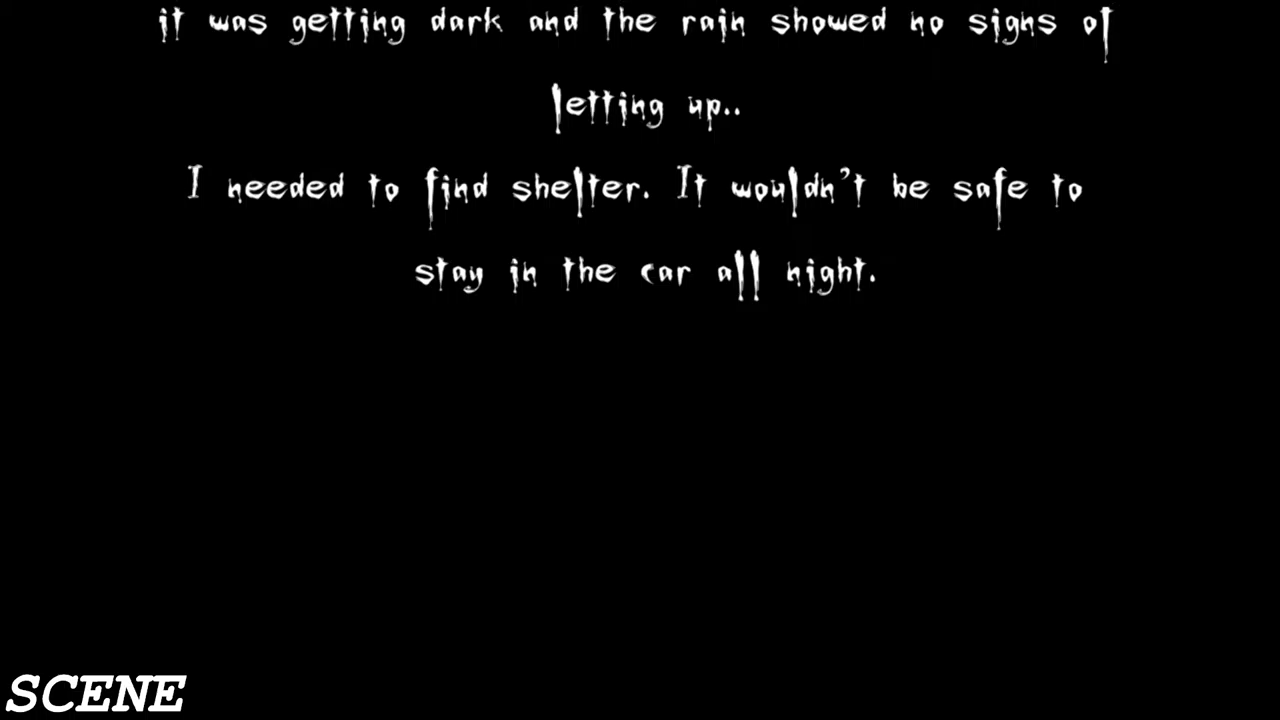 it was getting dark and the rain showed no signs of
letting up..
I needed to find shelter. It wouldn't be safe to
stay in the car all night.
SCENE